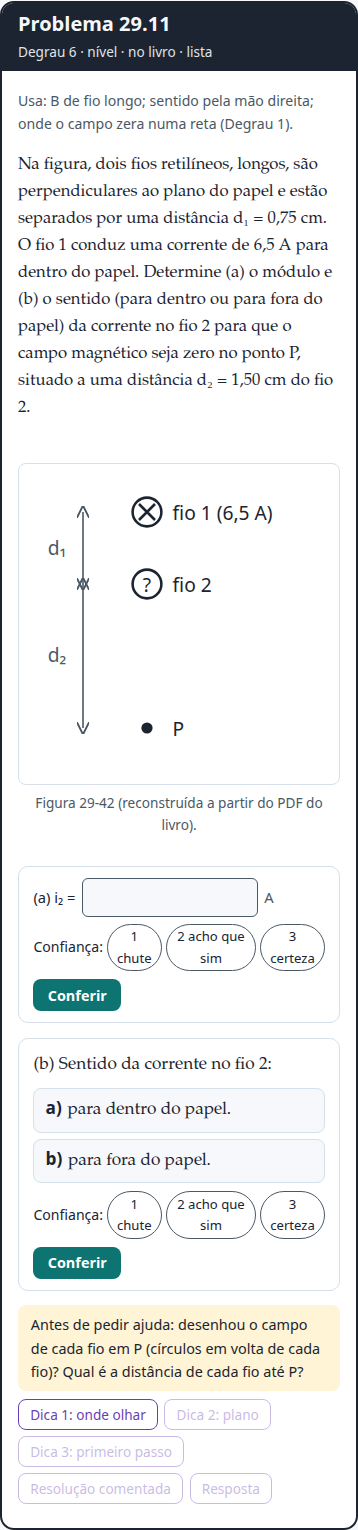 Problema 29.11
Degrau 6 · nível · no livro · lista
Usa: B de fio longo; sentido pela mão direita;
onde o campo zera numa reta (Degrau 1).
Na figura, dois fios retilíneos, longos, são
perpendiculares ao plano do papel e estão
separados por uma distância d₁ = 0,75 cm.
O fio 1 conduz uma corrente de 6,5 A para
dentro do papel. Determine (a) o módulo e
(b) o sentido (para dentro ou para fora do
papel) da corrente no fio 2 para que o
campo magnético seja zero no ponto P,
situado a uma distância d₂ = 1,50 cm do fio
2.
fio 1 (6,5 A)
d₁
? fio 2
d₂
P
Figura 29-42 (reconstruída a partir do PDF do
livro).
(a) i₂ = A
Confiança: 1 chute 2 acho que sim 3 certeza
Conferir
(b) Sentido da corrente no fio 2:
a) para dentro do papel.
b) para fora do papel.
Confiança: 1 chute 2 acho que sim 3 certeza
Conferir
Antes de pedir ajuda: desenhou o campo
de cada fio em P (círculos em volta de cada
fio)? Qual é a distância de cada fio até P?
Dica 1: onde olhar Dica 2: plano
Dica 3: primeiro passo
Resolução comentada Resposta